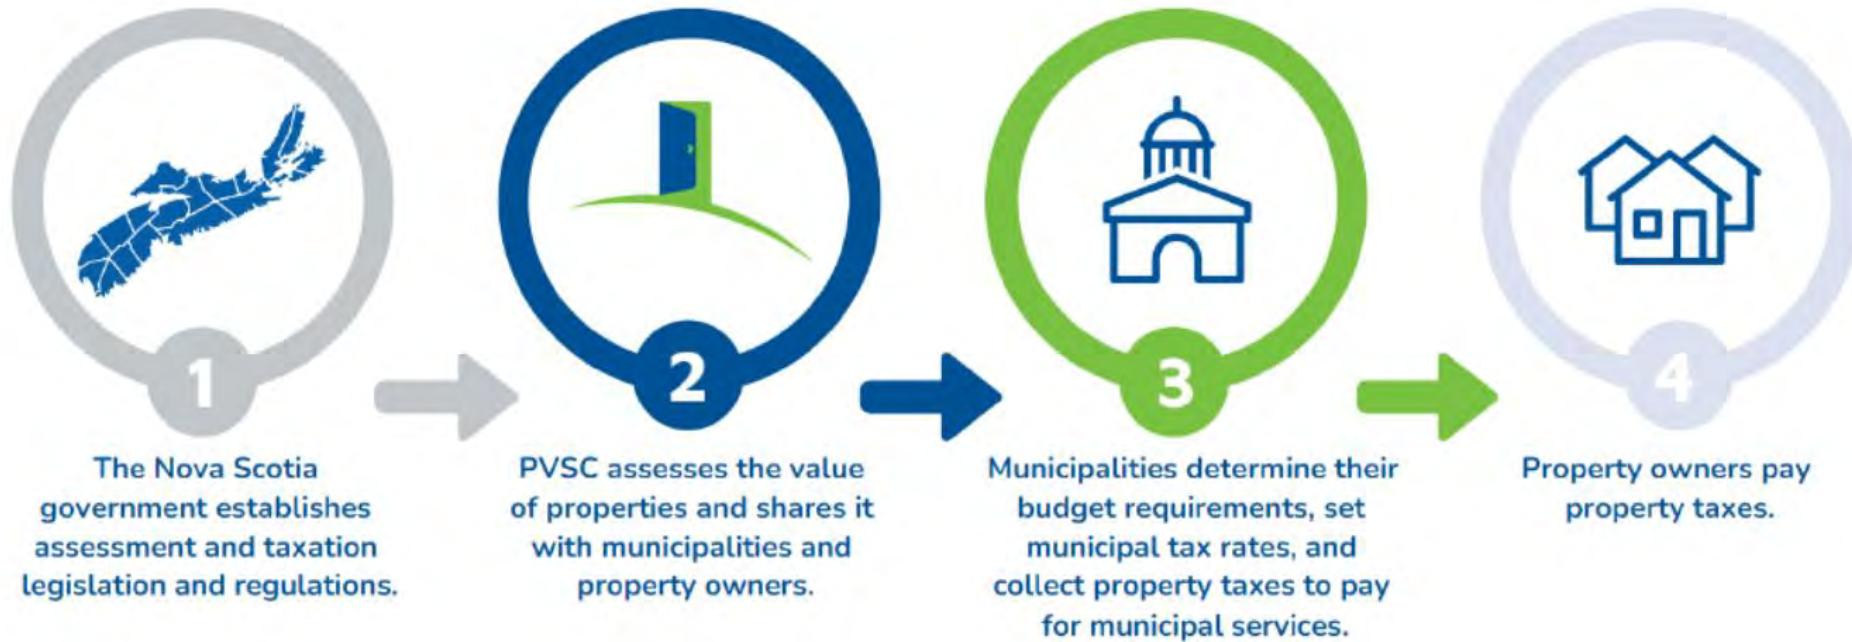 1
The Nova Scotia
government establishes
assessment and taxation
legislation and regulations.
2
PVSC assesses the value
of properties and shares it
with municipalities and
property owners.
3
Municipalities determine their
budget requirements, set
municipal tax rates, and
collect property taxes to pay
for municipal services.
4
Property owners pay
property taxes.